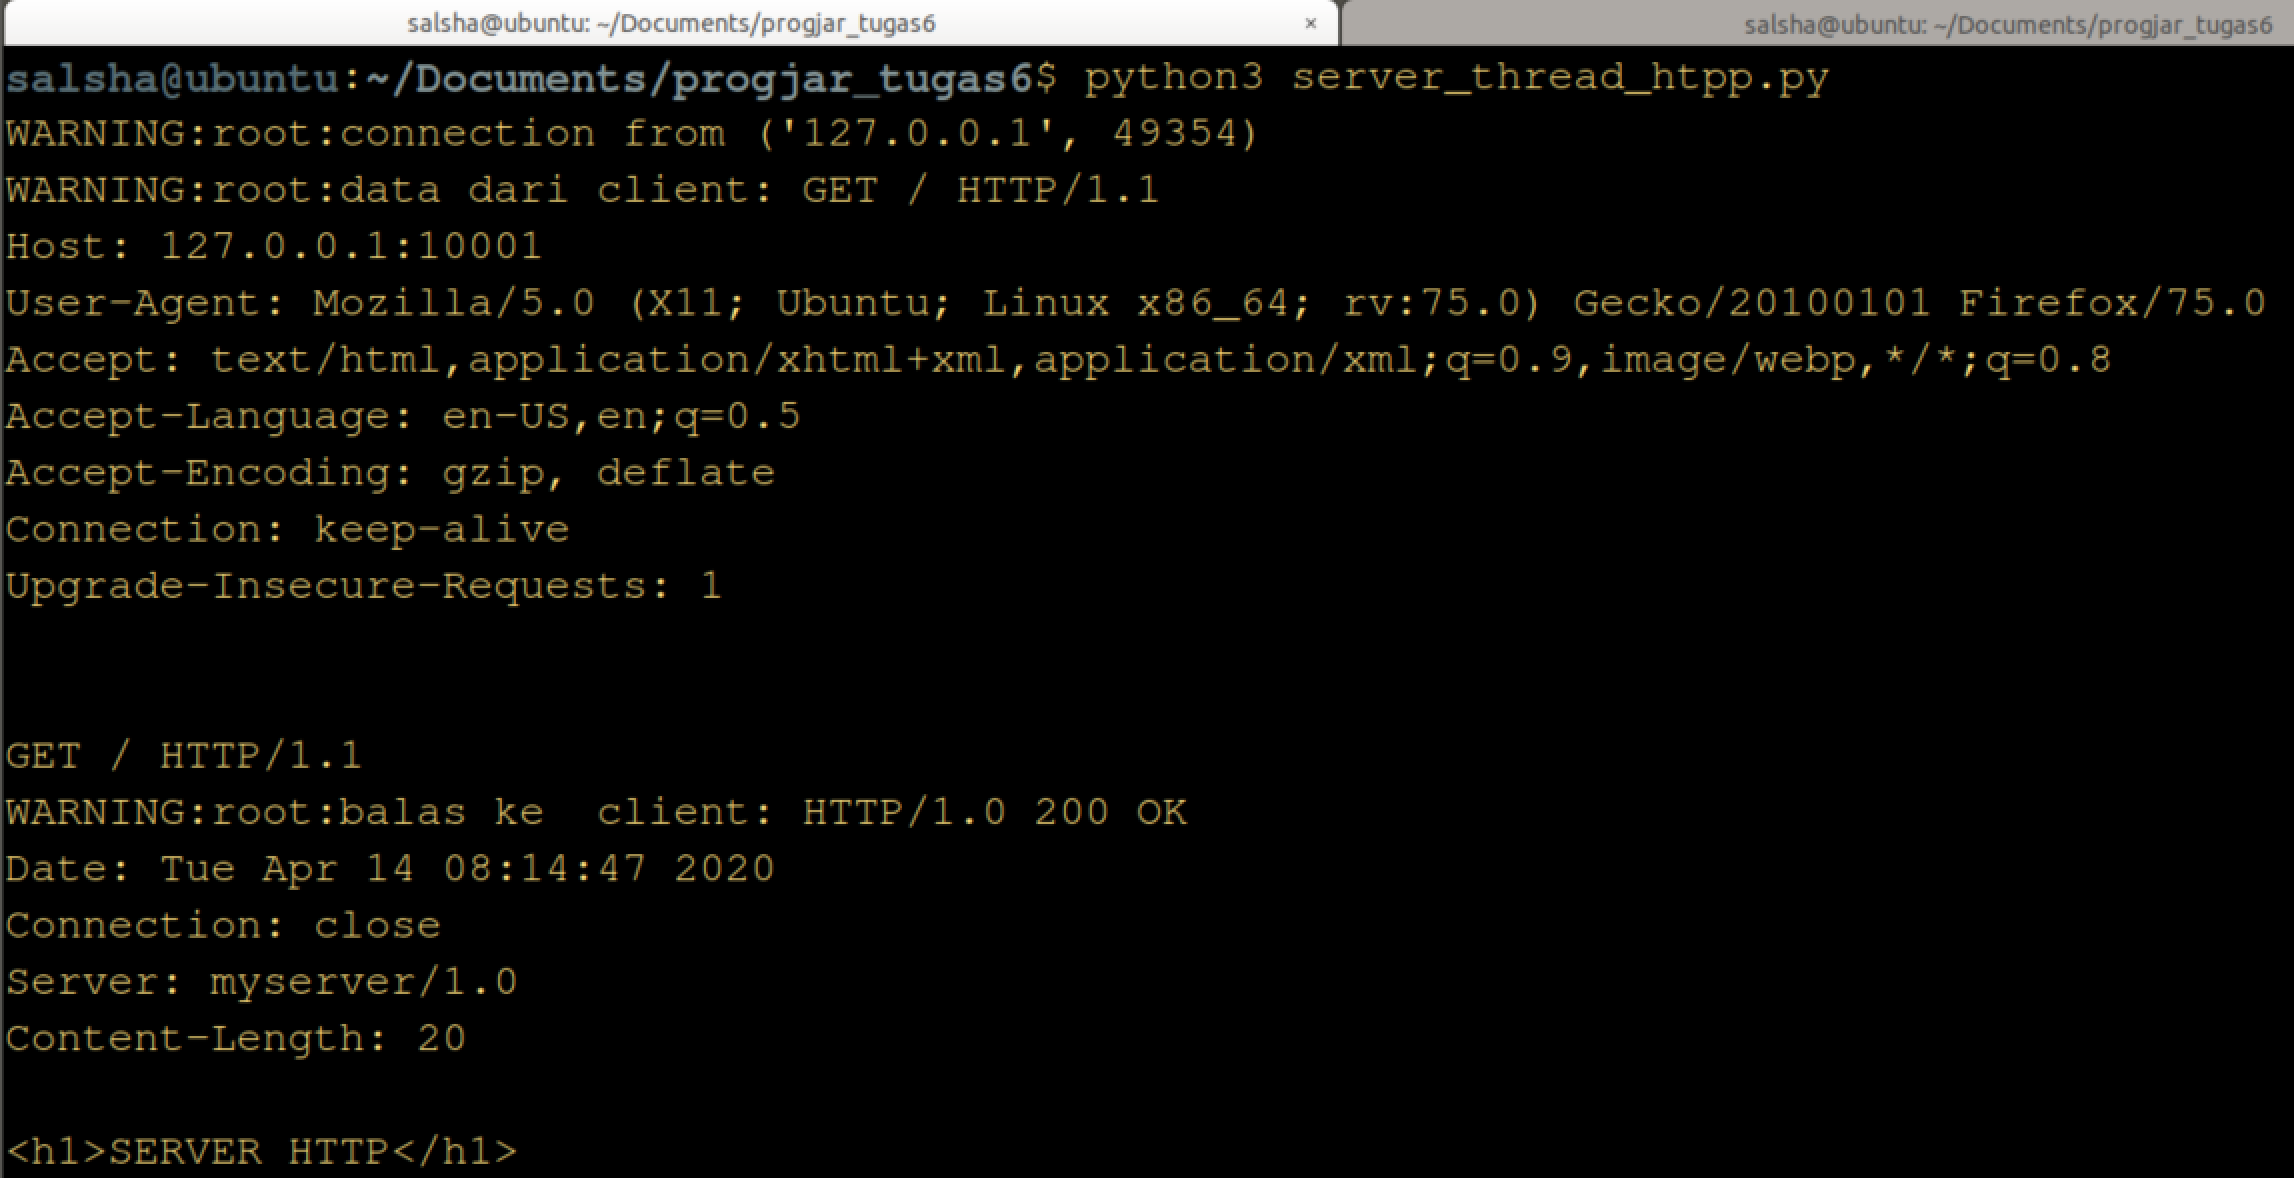 salsha@ubuntu: ~/Documents/progjar_tugas6 × salsha@ubuntu: ~/Documents/progjar_tugas6
salsha@ubuntu:~/Documents/progjar_tugas6$ python3 server_thread_htpp.py
WARNING:root:connection from ('127.0.0.1', 49354)
WARNING:root:data dari client: GET / HTTP/1.1
Host: 127.0.0.1:10001
User-Agent: Mozilla/5.0 (X11; Ubuntu; Linux x86_64; rv:75.0) Gecko/20100101 Firefox/75.0
Accept: text/html,application/xhtml+xml,application/xml;q=0.9,image/webp,*/*;q=0.8
Accept-Language: en-US,en;q=0.5
Accept-Encoding: gzip, deflate
Connection: keep-alive
Upgrade-Insecure-Requests: 1
GET / HTTP/1.1
WARNING:root:balas ke  client: HTTP/1.0 200 OK
Date: Tue Apr 14 08:14:47 2020
Connection: close
Server: myserver/1.0
Content-Length: 20
<h1>SERVER HTTP</h1>